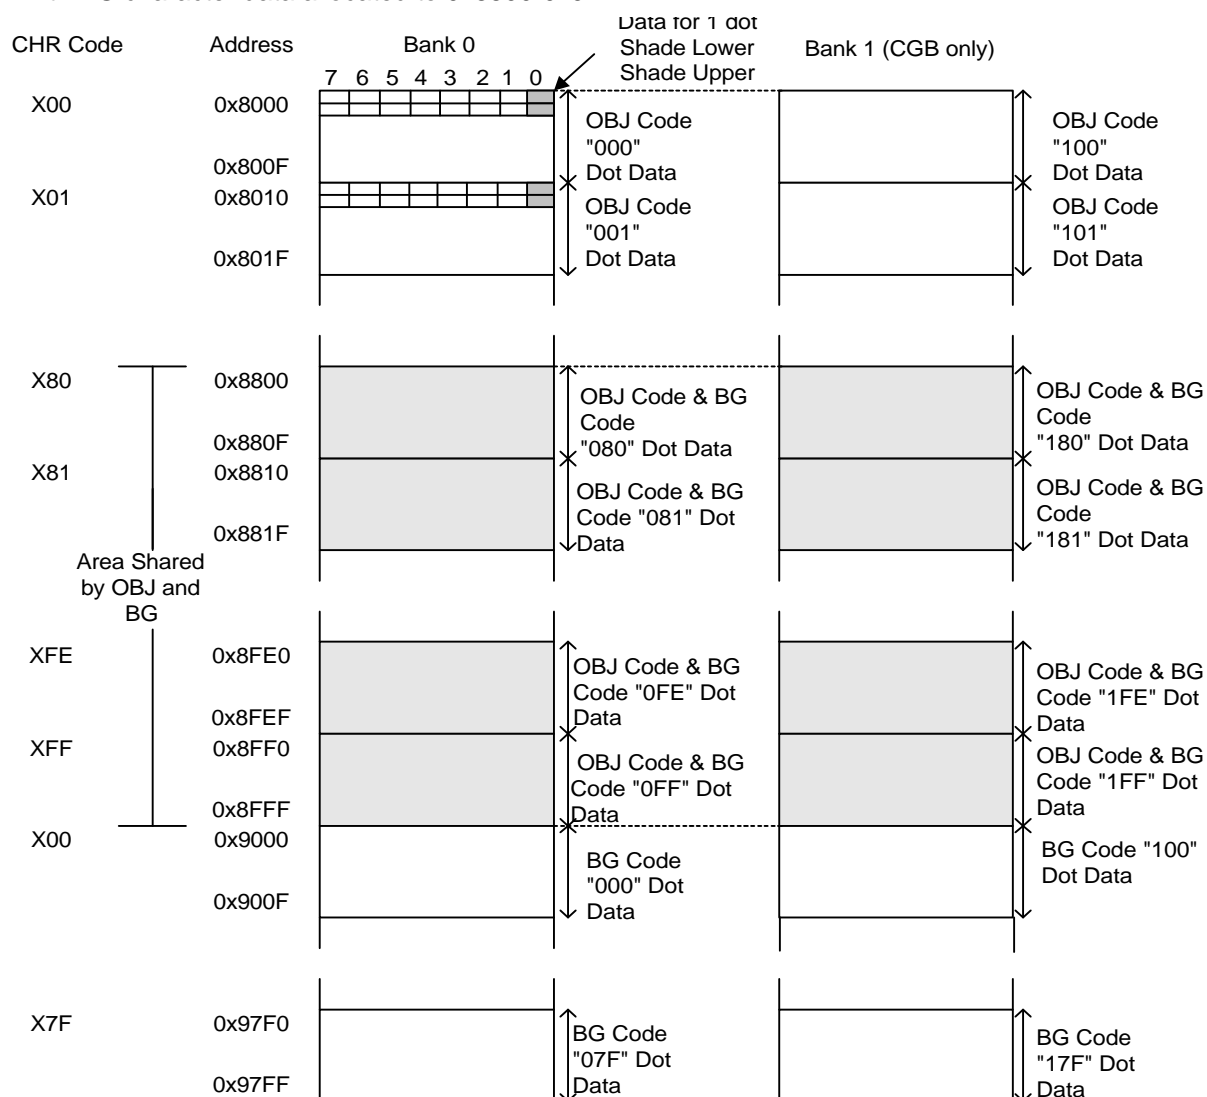 Data for 1 dot
CHR Code Address Bank 0 Shade Lower Bank 1 (CGB only)
Shade Upper
7 6 5 4 3 2 1 0
X00 0x8000
OBJ Code OBJ Code
"000" "100"
0x800F Dot Data Dot Data
X01 0x8010
OBJ Code OBJ Code
"001" "101"
0x801F Dot Data Dot Data
X80 0x8800
OBJ Code & BG OBJ Code & BG
Code Code
0x880F "080" Dot Data "180" Dot Data
X81 0x8810
OBJ Code & BG OBJ Code & BG
Code "081" Dot Code
0x881F Data "181" Dot Data
Area Shared
by OBJ and
BG
XFE 0x8FE0
OBJ Code & BG OBJ Code & BG
Code "0FE" Dot Code "1FE" Dot
0x8FEF Data Data
XFF 0x8FF0
OBJ Code & BG OBJ Code & BG
Code "0FF" Dot Code "1FF" Dot
0x8FFF Data Data
X00 0x9000
BG Code BG Code "100"
"000" Dot Dot Data
0x900F Data
X7F 0x97F0
BG Code BG Code
"07F" Dot "17F" Dot
0x97FF Data Data